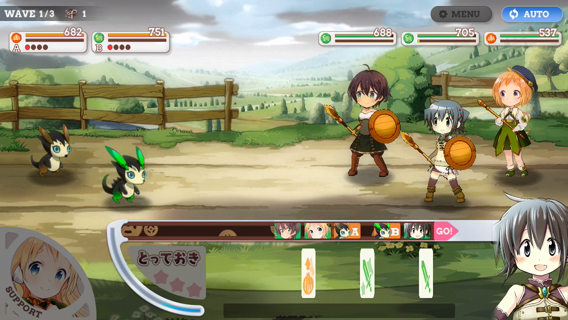 WAVE 1/3 1
MENU
AUTO
682
751
688
705
537
A
B
A
B
GO!
とっておき
SUPPORT